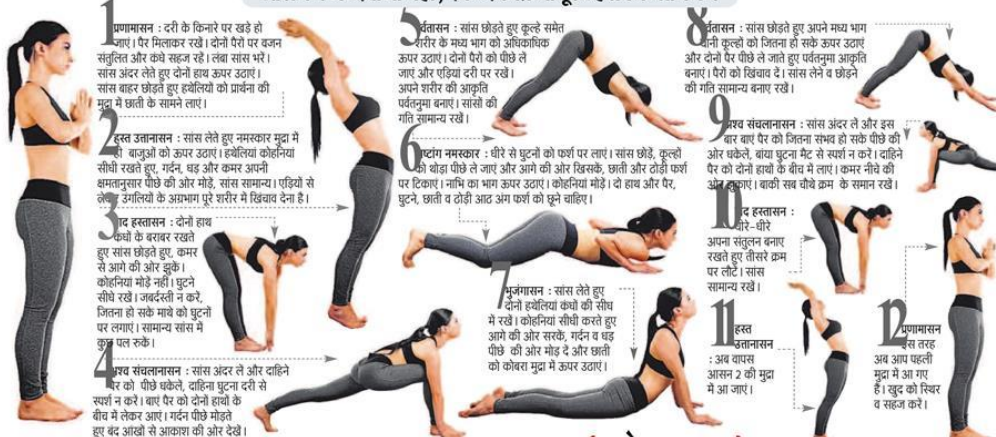 1
प्रणामासन : दरी के किनारे पर खड़े हो
जाएं। पैर मिलाकर रखें। दोनों पैरों पर वजन
संतुलित और कंधे सहज रहें। लंबा सांस भरें।
सांस अंदर लेते हुए दोनों हाथ ऊपर उठाएं।
सांस बाहर छोड़ते हुए हथेलियों को प्रार्थना की
मुद्रा में छाती के सामने लाएं।
2
हस्त उतानासन : सांस लेते हुए नमस्कार मुद्रा में
ही बाजुओं को ऊपर उठाएं। हथेलियां कोहनियां
सीधी रखते हुए, गर्दन, धड़ और कमर अपनी
क्षमतानुसार पीछे की ओर मोड़ें, सांस सामान्य। एड़ियों से
लेकर उंगलियों के अग्रभाग पूरे शरीर में खिंचाव देना है।
3
पाद हस्तासन : दोनों हाथ
कंधों के बराबर रखते
हुए सांस छोड़ते हुए, कमर
से आगे की ओर झुकें।
कोहनियां मोड़ें नहीं। घुटने
सीधे रखें। जबर्दस्ती न करें,
जितना हो सके माथे को घुटनों
पर लगाएं। सामान्य सांस में
कुछ पल रुकें।
4
अश्व संचलानासन : सांस अंदर लें और दाहिने
पैर को पीछे धकेलें, दाहिना घुटना दरी से
स्पर्श न करें। बाएं पैर को दोनों हाथों के
बीच में लेकर आएं। गर्दन पीछे मोड़ते
हुए बंद आंखों से आकाश की ओर देखें।
5
पर्वतासन : सांस छोड़ते हुए कूल्हे समेत
शरीर के मध्य भाग को अधिकाधिक
ऊपर उठाएं। दोनों पैरों को पीछे ले
जाएं और एड़ियां दरी पर रखें।
अपने शरीर की आकृति
पर्वतनुमा बनाएं। सांसों की
गति सामान्य रखें।
6
अष्टांग नमस्कार : धीरे से घुटनों को फर्श पर लाएं। सांस छोड़ें, कूल्हों
को थोड़ा पीछे ले जाएं और आगे की ओर खिसकें, छाती और ठोड़ी फर्श
पर टिकाएं। नाभि का भाग ऊपर उठाएं। कोहनियां मोड़ें। दो हाथ और पैर,
घुटने, छाती व ठोड़ी आठ अंग फर्श को छूने चाहिए।
7
भुजंगासन : सांस लेते हुए
दोनों हथेलियां कंधों की सीध
में रखें। कोहनियां सीधी करते हुए
आगे की ओर सरकें, गर्दन व धड़
पीछे की ओर मोड़ दें और छाती
को कोबरा मुद्रा में ऊपर उठाएं।
8
पर्वतासन : सांस छोड़ते हुए अपने मध्य भाग
यानी कूल्हों को जितना हो सके ऊपर उठाएं
और दोनों पैर पीछे ले जाते हुए पर्वतनुमा आकृति
बनाएं। पैरों को खिंचाव दें। सांस लेने व छोड़ने
की गति सामान्य बनाए रखें।
9
अश्व संचलानासन : सांस अंदर लें और इस
बार बाएं पैर को जितना संभव हो सके पीछे की
ओर धकेलें, बांया घुटना मैट से स्पर्श न करें। दाहिने
पैर को दोनों हाथों के बीच में लाएं। कमर नीचे की
ओर झुकाएं। बाकी सब चौथे क्रम के समान रखें।
10
पाद हस्तासन :
धीरे-धीरे
अपना संतुलन बनाए
रखते हुए तीसरे क्रम
पर लौटें। सांस
सामान्य रखें।
11
हस्त
उतानासन
: अब वापस
आसन 2 की मुद्रा
में आ जाएं।
12
प्रणामासन
इस तरह
अब आप पहली
मुद्रा में आ गए
हैं। खुद को स्थिर
व सहज करें।